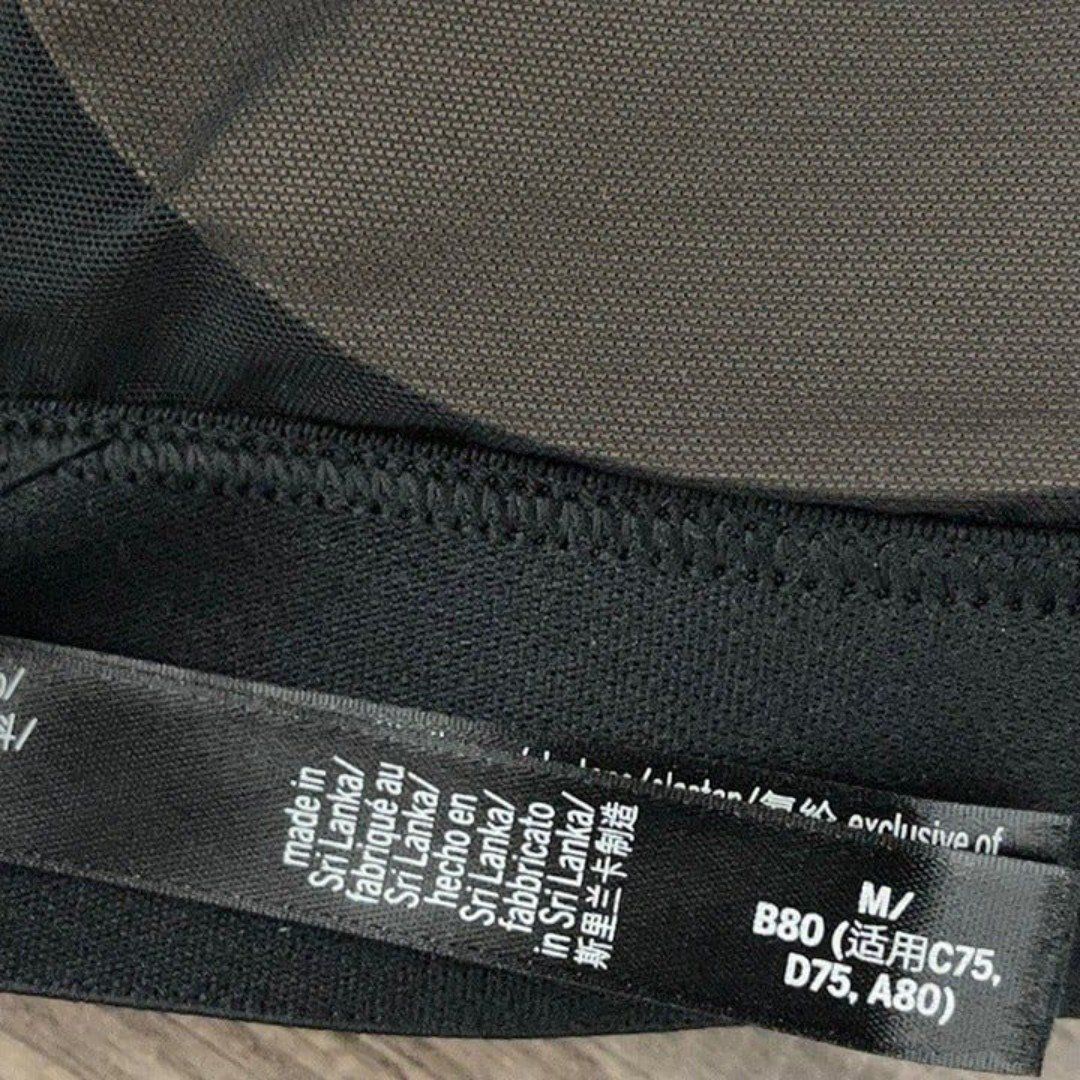 made in
Sri Lanka/
fabriqué au
Sri Lanka/
hecho en
Sri Lanka/
fabricato
in Sri Lanka/
斯里兰卡制造
M/
B80 (适用C75,
D75, A80)
exclusive of